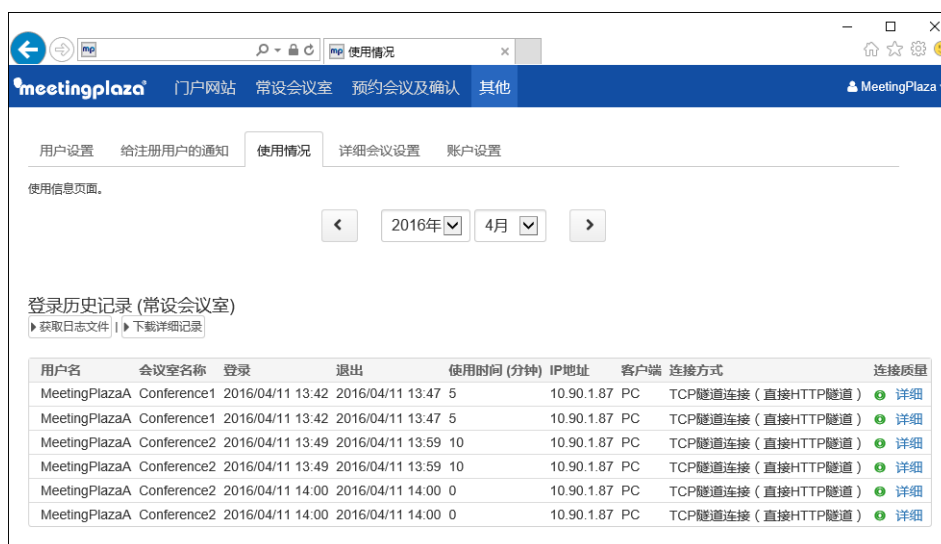 mp
mp 使用情况
meetingplaza 门户网站 常设会议室 预约会议及确认 其他 MeetingPlaza
用户设置 给注册用户的通知 使用情况 详细会议设置 账户设置
使用信息页面。
2016年 4月
登录历史记录 (常设会议室)
获取日志文件 | 下载详细记录
用户名 会议室名称 登录 退出 使用时间 (分钟) IP地址 客户端 连接方式 连接质量
MeetingPlazaA Conference1 2016/04/11 13:42 2016/04/11 13:47 5 10.90.1.87 PC TCP隧道连接（直接HTTP隧道） 详细
MeetingPlazaA Conference1 2016/04/11 13:42 2016/04/11 13:47 5 10.90.1.87 PC TCP隧道连接（直接HTTP隧道） 详细
MeetingPlazaA Conference2 2016/04/11 13:49 2016/04/11 13:59 10 10.90.1.87 PC TCP隧道连接（直接HTTP隧道） 详细
MeetingPlazaA Conference2 2016/04/11 13:49 2016/04/11 13:59 10 10.90.1.87 PC TCP隧道连接（直接HTTP隧道） 详细
MeetingPlazaA Conference2 2016/04/11 14:00 2016/04/11 14:00 0 10.90.1.87 PC TCP隧道连接（直接HTTP隧道） 详细
MeetingPlazaA Conference2 2016/04/11 14:00 2016/04/11 14:00 0 10.90.1.87 PC TCP隧道连接（直接HTTP隧道） 详细